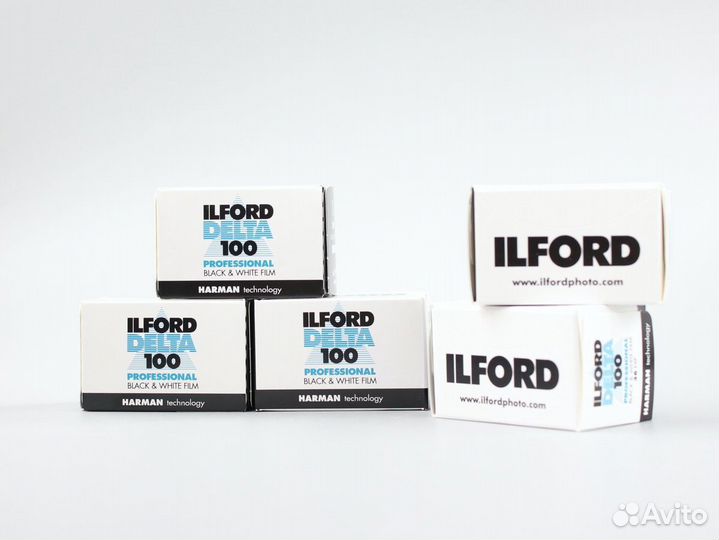 ILFORD
DELTA
100
PROFESSIONAL
BLACK & WHITE FILM
HARMAN technology
ILFORD
www.ilfordphoto.com
ILFORD
DELTA
100
PROFESSIONAL
BLACK & WHITE FILM
HARMAN technology
ILFORD
DELTA
100
PROFESSIONAL
BLACK & WHITE FILM
HARMAN technology
ILFORD
www.ilfordphoto.com
ILFORD
DELTA
100
PROFESSIONAL
HARMAN technology
Avito